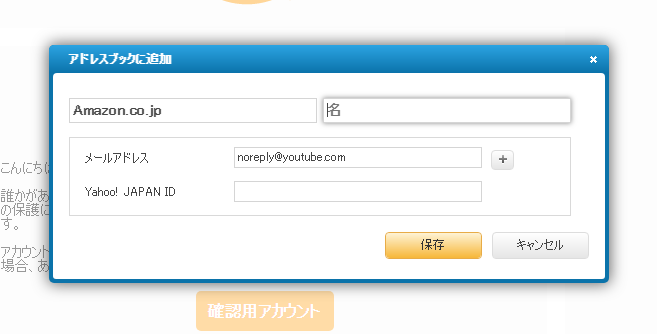 アドレスブックに追加 ×
Amazon.co.jp 名
メールアドレス noreply@youtube.com +
Yahoo! JAPAN ID
保存 キャンセル
こんにち
誰かがあ
の保護に
す。
アカウント
場合、あ
確認用アカウント